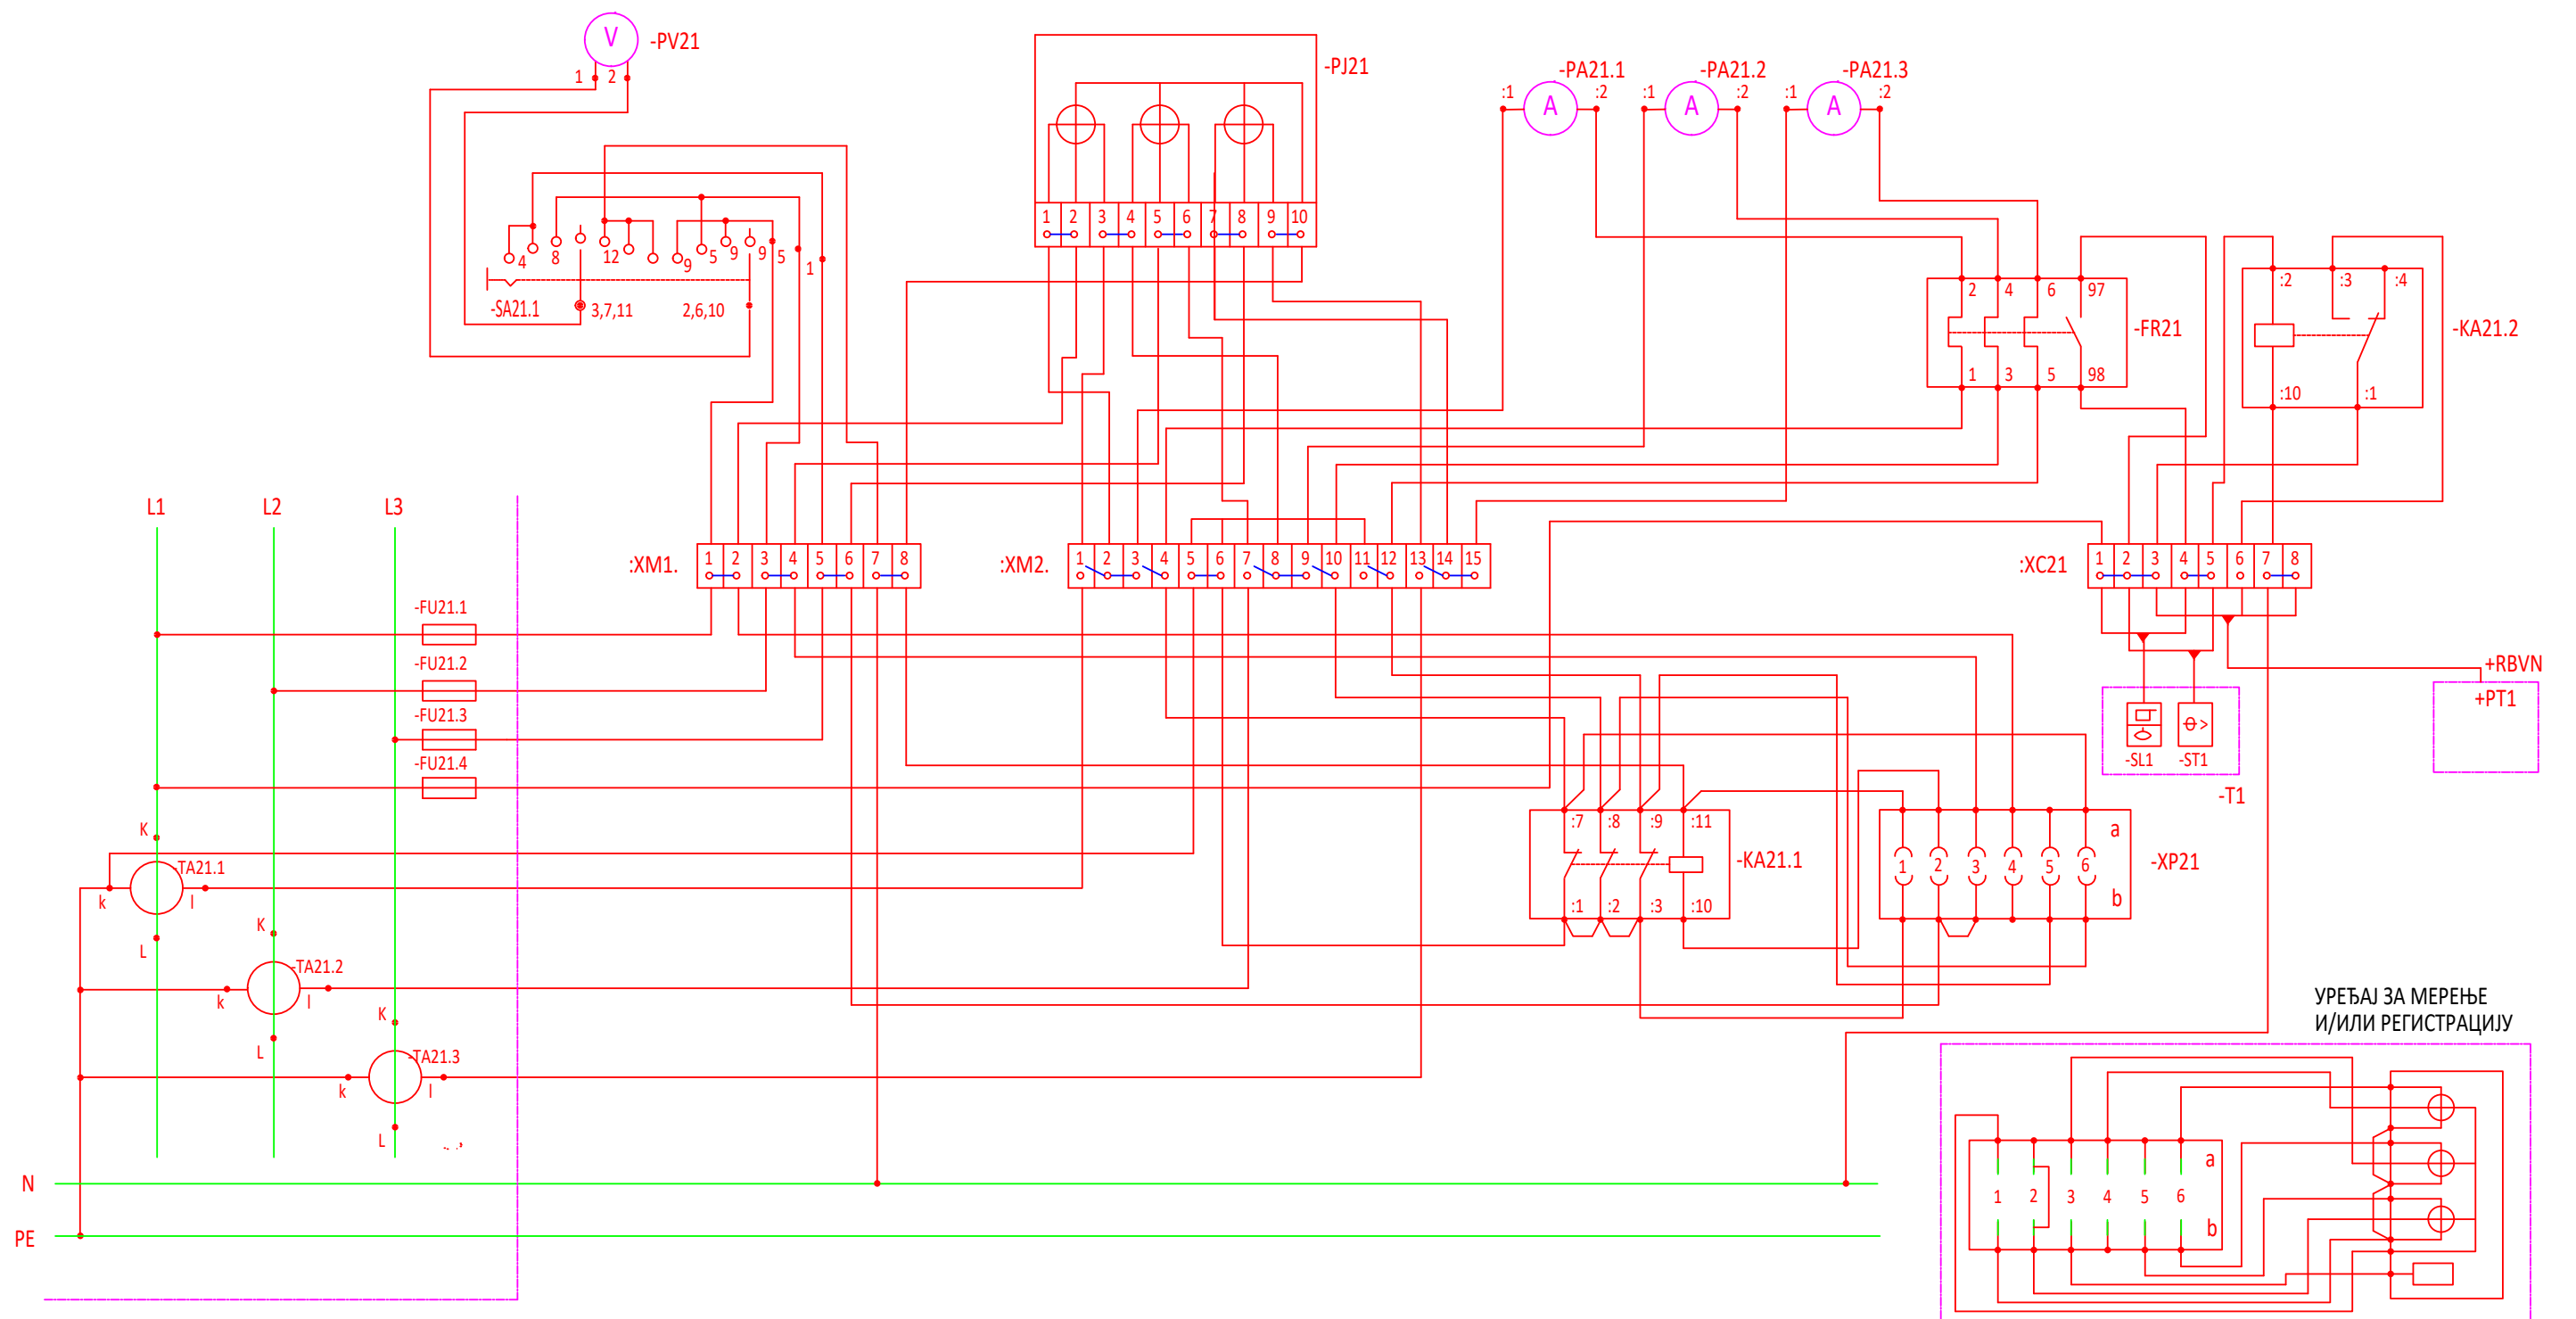 V
-PV21
1 2
-PJ21
1 2 3 4 5 6 7 8 9 10
-PA21.1
:1 A :2
-PA21.2
:1 A :2
-PA21.3
:1 A :2
4 8 12 9 5 9 9 5 1
-SA21.1
3,7,11
2,6,10
2 4 6 97
-FR21
1 3 5 98
:2 :3 :4
-KA21.2
:10 :1
L1
L2
L3
:XM1.
1 2 3 4 5 6 7 8
:XM2.
1 2 3 4 5 6 7 8 9 10 11 12 13 14 15
:XC21
1 2 3 4 5 6 7 8
-FU21.1
-FU21.2
-FU21.3
-FU21.4
+RBVN
+PT1
-SL1
-ST1
-T1
K
-TA21.1
k l
L
K
-TA21.2
k l
L
K
-TA21.3
k l
L
:7 :8 :9 :11
-KA21.1
:1 :2 :3 :10
a
1 2 3 4 5 6
-XP21
b
УРЕЂАЈ ЗА МЕРЕЊЕ
И/ИЛИ РЕГИСТРАЦИЈУ
a
1 2 3 4 5 6
b
N
PE